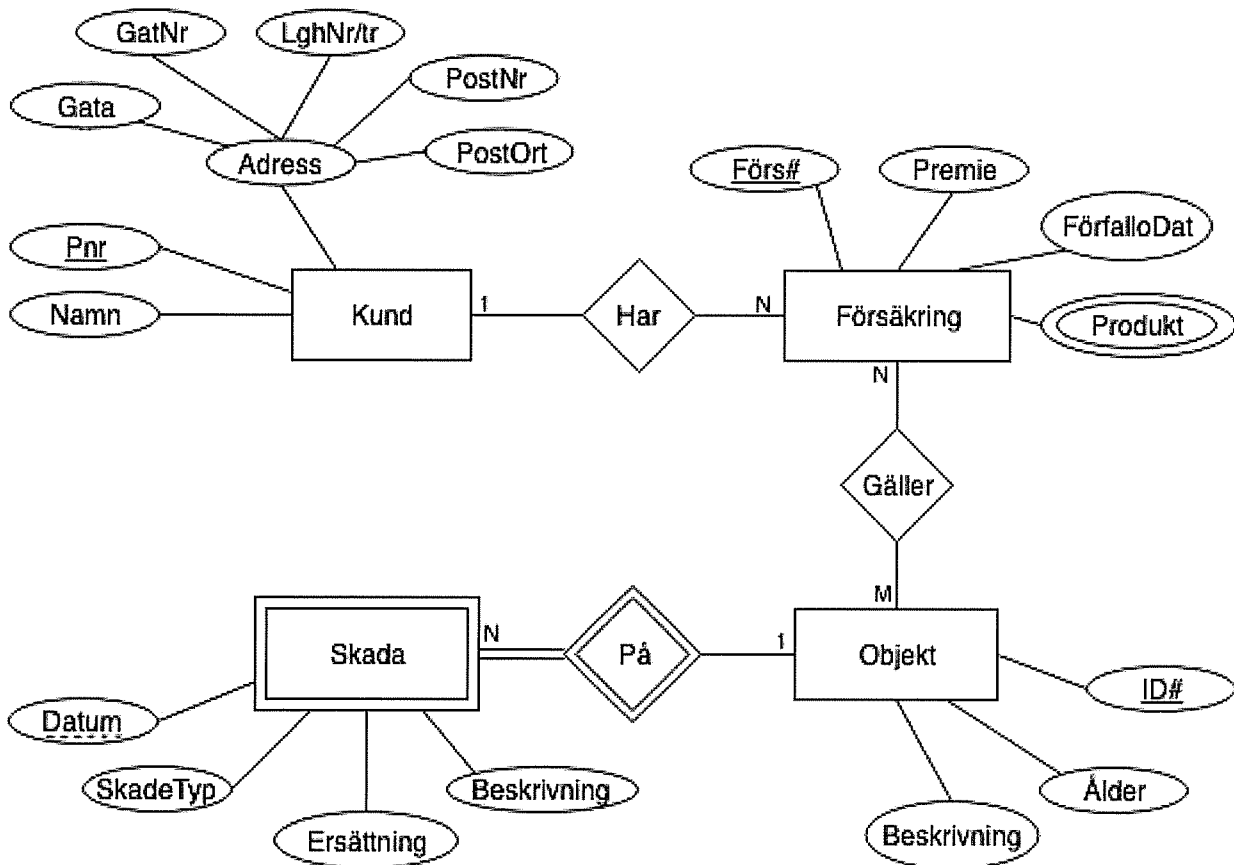 GatNr
LghNr/tr
PostNr
Gata
Adress
PostOrt
Förs#
Premie
FörfalloDat
Pnr
Namn
Kund
1
Har
N
Försäkring
Produkt
N
Gäller
M
Skada
N
På
1
Objekt
ID#
Datum
SkadeTyp
Ersättning
Beskrivning
Ålder
Beskrivning